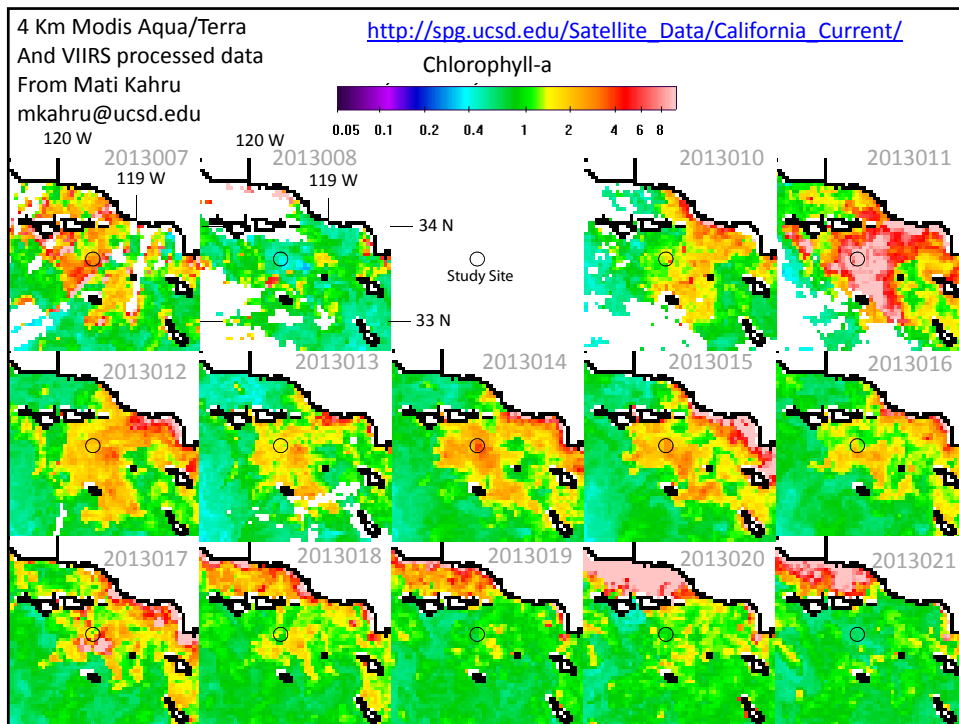 4 Km Modis Aqua/Terra
And VIIRS processed data
From Mati Kahru
mkahru@ucsd.edu
http://spg.ucsd.edu/Satellite_Data/California_Current/
Chlorophyll-a
0.05 0.1 0.2 0.4 1 2 4 6 8
120 W
120 W
2013007
2013008
2013010
2013011
119 W
119 W
34 N
Study Site
33 N
2013012
2013013
2013014
2013015
2013016
2013017
2013018
2013019
2013020
2013021